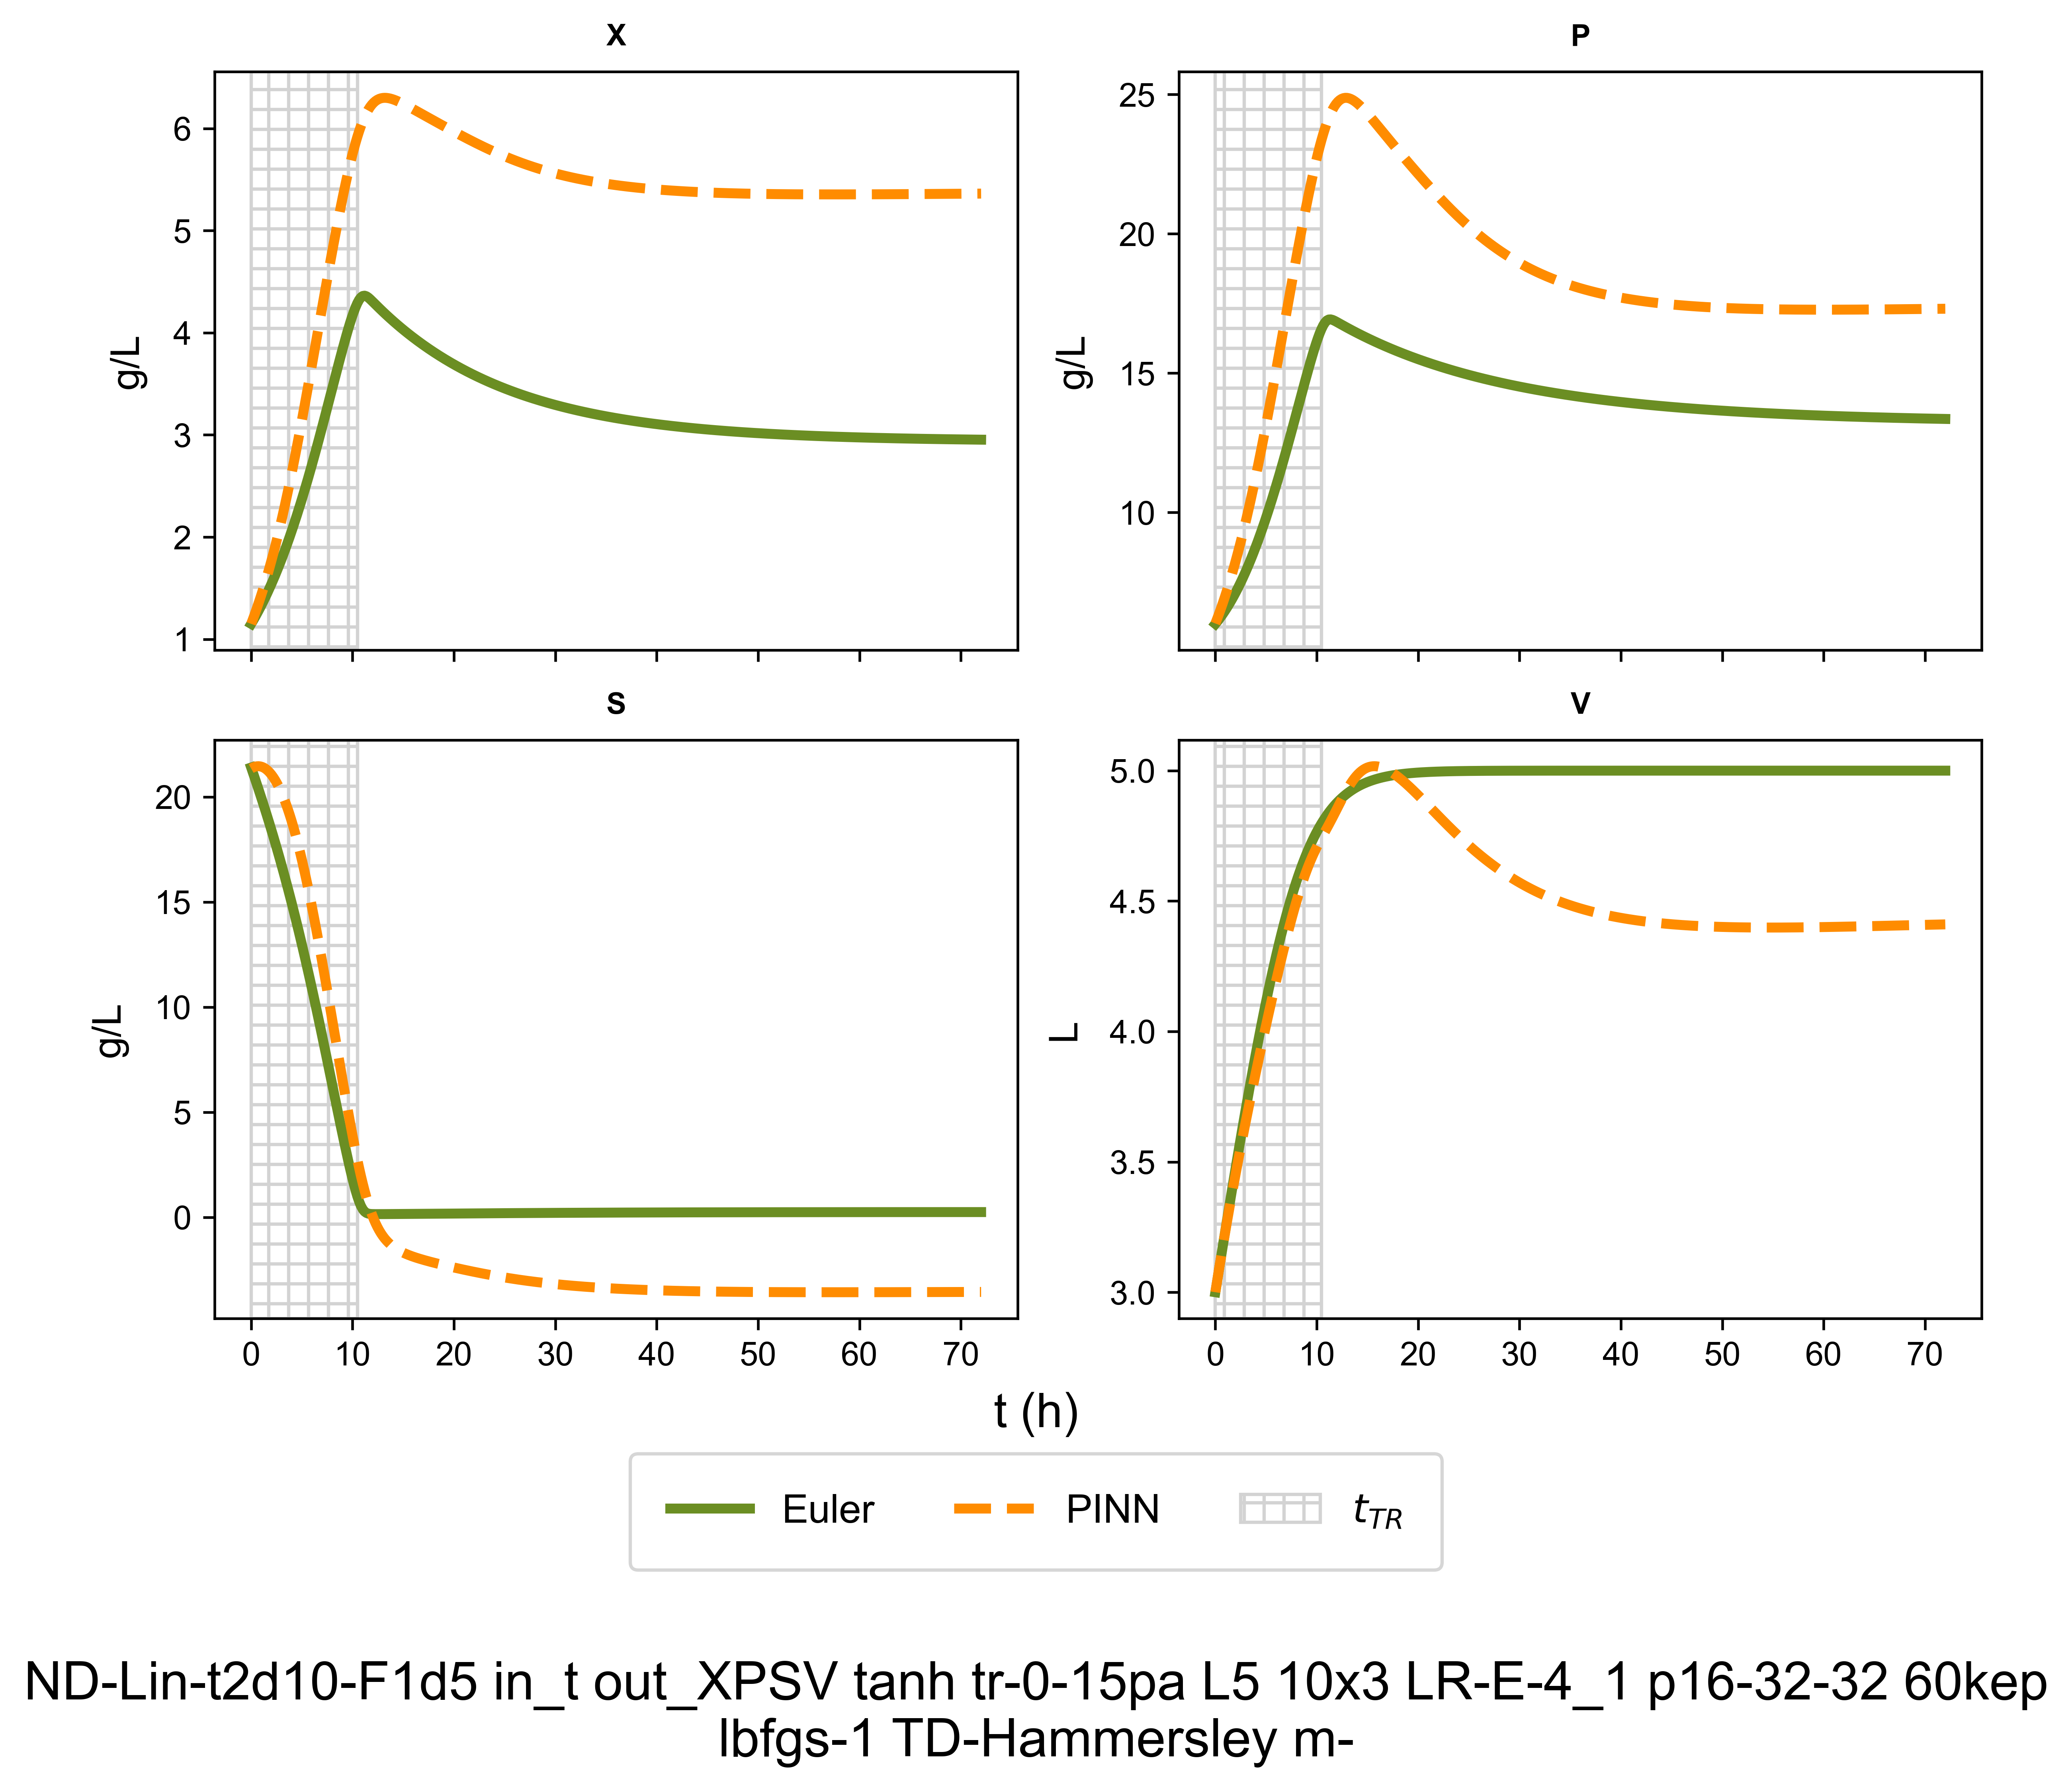 X
P
6
5
4
3
2
1
g/L
25
20
15
10
g/L
S
V
20
15
10
5
0
g/L
5.0
4.5
4.0
3.5
3.0
L
0 10 20 30 40 50 60 70
0 10 20 30 40 50 60 70
t (h)
Euler PINN t_TR
ND-Lin-t2d10-F1d5 in_t out_XPSV tanh tr-0-15pa L5 10x3 LR-E-4_1 p16-32-32 60kep
lbfgs-1 TD-Hammersley m-